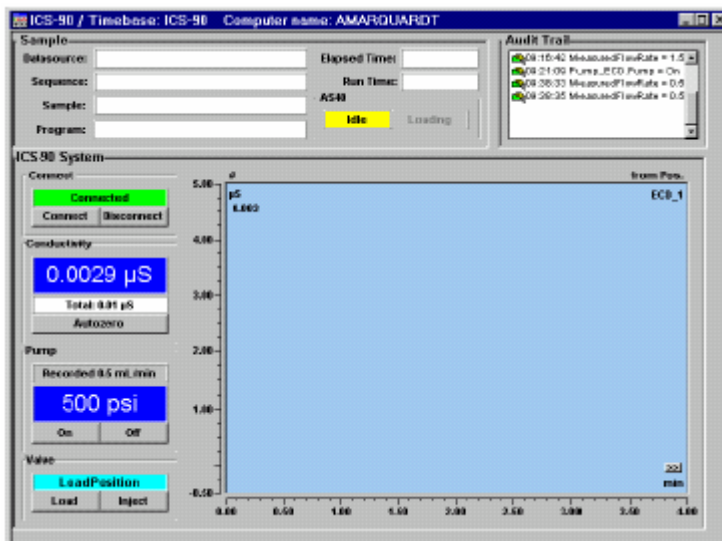 ICS-90 / Timebase: ICS-90 Computer name: AMARQUARDT
Sample
Datasource:
Sequence:
Sample:
Program:
Elapsed Time:
Run Time:
AS40
Idle
Loading
Audit Trail
09:16:42 MeasuredFlowRate = 1.5
09:21:09 Pump_ECD.Pump = On
09:38:33 MeasuredFlowRate = 0.6
09:39:35 MeasuredFlowRate = 0.5
ICS-90 System
Connect
Connected
Connect Disconnect
Conductivity
0.0029 µS
Total: 0.01 µS
Autozero
Pump
Recorded 0.5 mL/min
500 psi
On Off
Valve
LoadPosition
Load Inject
# from Pos.
µS ECD_1
0.003
5.00
4.00
3.00
2.00
1.00
-0.50
>>
min
0.00 0.50 1.00 1.50 2.00 2.50 3.00 3.50 4.00